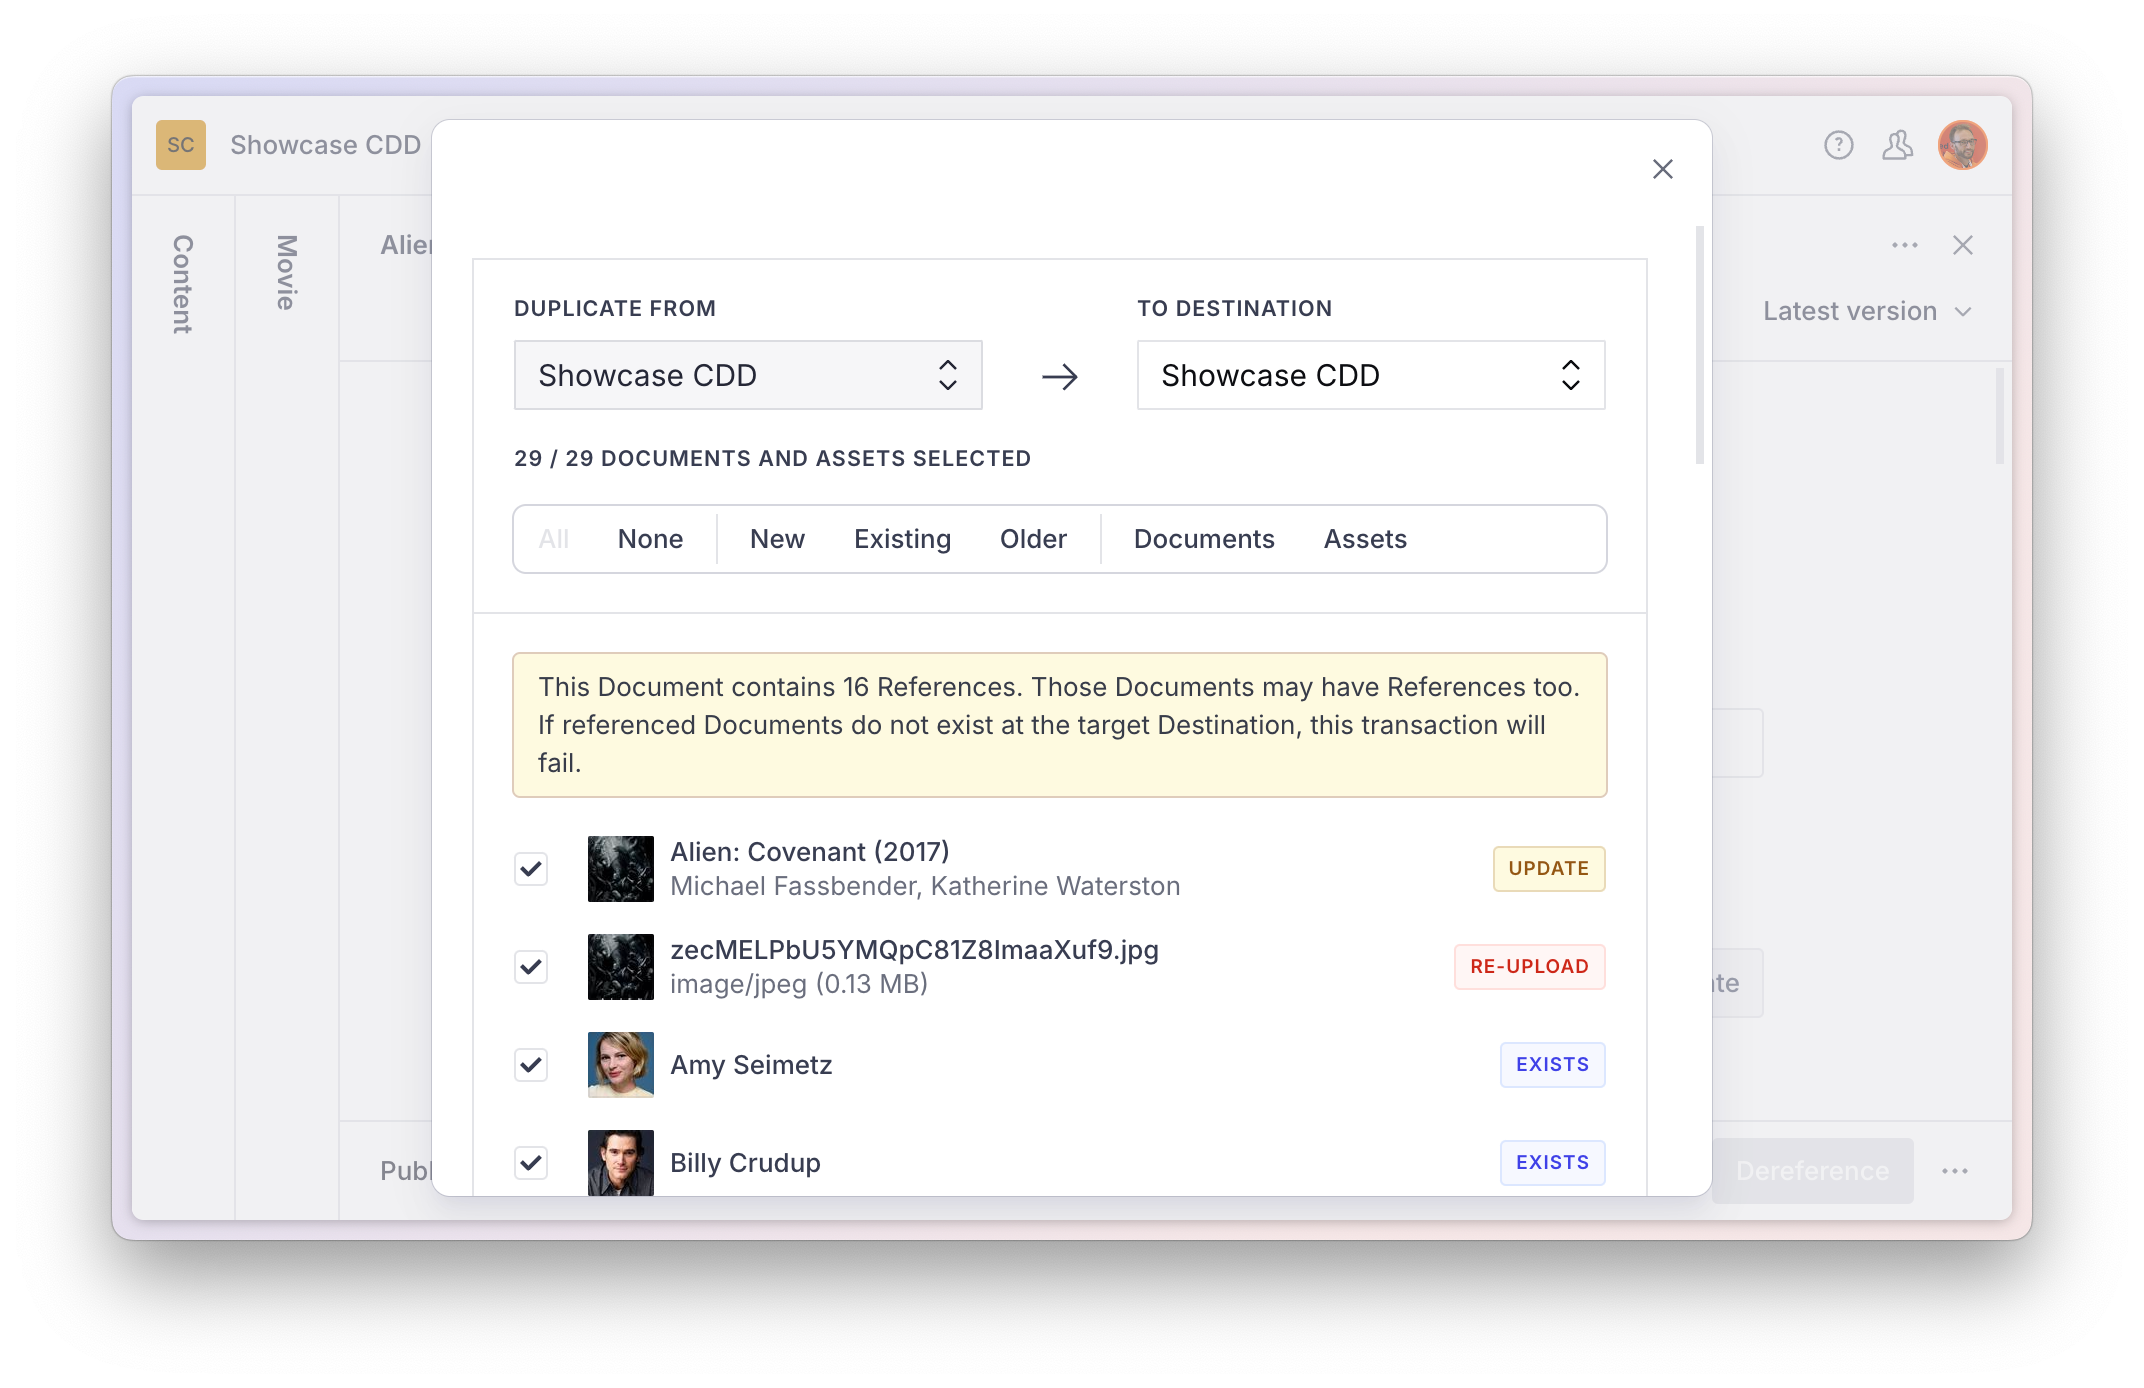 SC
Showcase CDD
Content
Movie
Latest version
DUPLICATE FROM
TO DESTINATION
Showcase CDD
Showcase CDD
29 / 29 DOCUMENTS AND ASSETS SELECTED
All None New Existing Older Documents Assets
This Document contains 16 References. Those Documents may have References too.
If referenced Documents do not exist at the target Destination, this transaction will
fail.
Alien: Covenant (2017)
Michael Fassbender, Katherine Waterston
UPDATE
zecMELPbU5YMQpC81Z8ImaaXuf9.jpg
image/jpeg (0.13 MB)
RE-UPLOAD
Amy Seimetz
EXISTS
Billy Crudup
EXISTS
Dereference